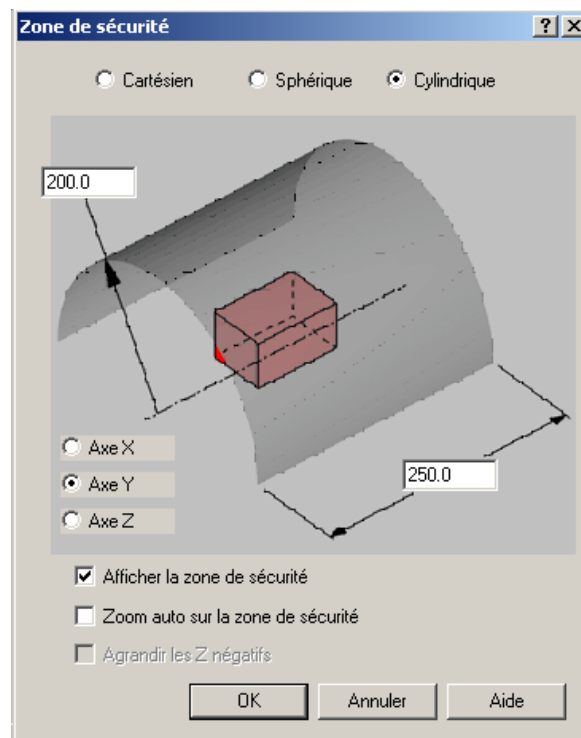 Zone de sécurité
Cartésien Sphérique Cylindrique
200.0
Axe X
Axe Y
250.0
Axe Z
Afficher la zone de sécurité
Zoom auto sur la zone de sécurité
Agrandir les Z négatifs
OK Annuler Aide